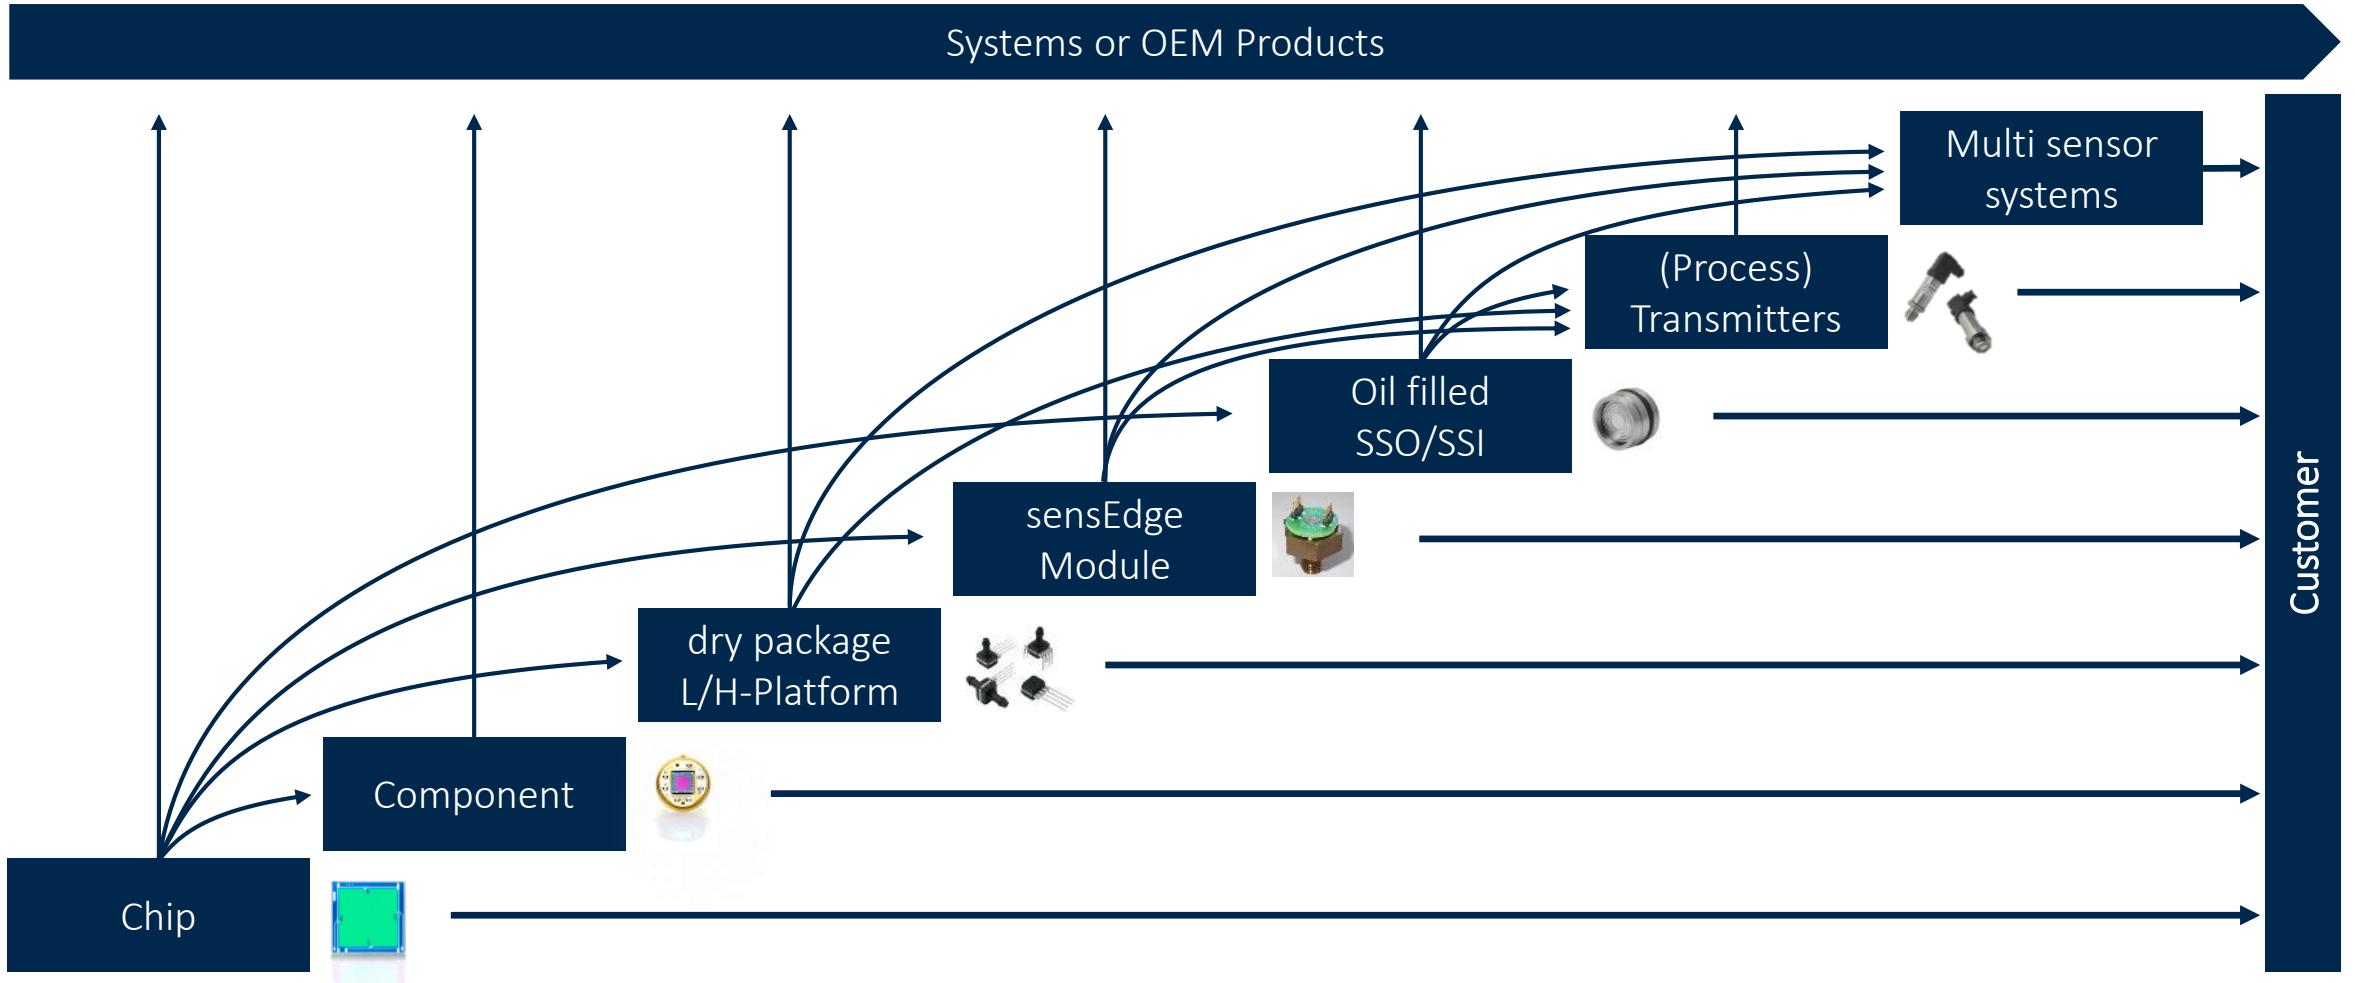 Systems or OEM Products
Multi sensor
systems
(Process)
Transmitters
Oil filled
SSO/SSI
sensEdge
Module
dry package
L/H-Platform
Component
Chip
Customer